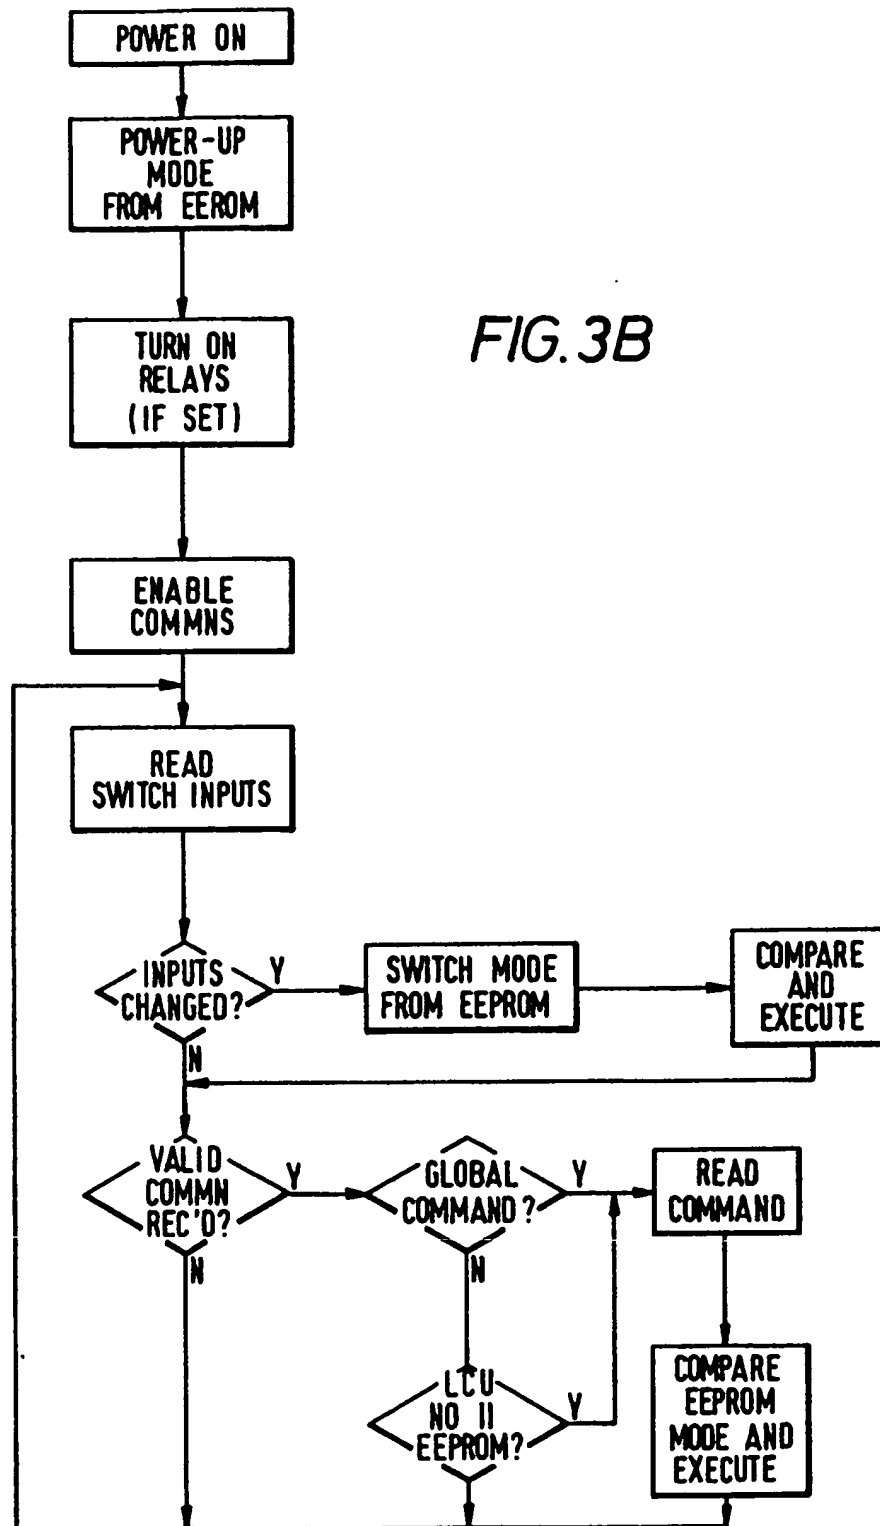 POWER ON
POWER-UP
MODE
FROM EEROM
TURN ON
RELAYS
(IF SET)
FIG. 3B
ENABLE
COMMNS
READ
SWITCH INPUTS
INPUTS
CHANGED?
Y
N
SWITCH MODE
FROM EEPROM
COMPARE
AND
EXECUTE
VALID
COMMN
REC'D?
Y
N
GLOBAL
COMMAND?
Y
N
READ
COMMAND
LCU
NO II
EEPROM?
Y
COMPARE
EEPROM
MODE AND
EXECUTE